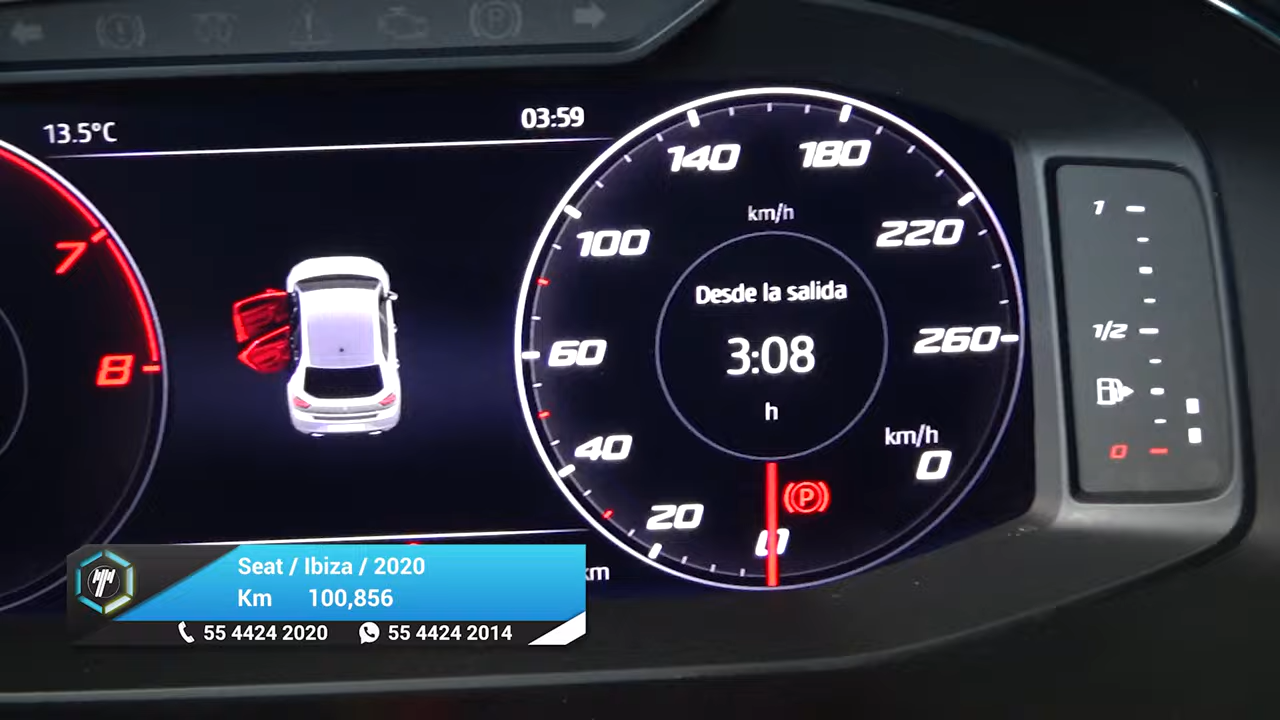 13.5°C
03:59
7
8
140
180
km/h
100
220
Desde la salida
60
3:08
260
h
40
km/h
0
20
P
0
km
1
1/2
0
Seat / Ibiza / 2020
Km 100,856
55 4424 2020 55 4424 2014